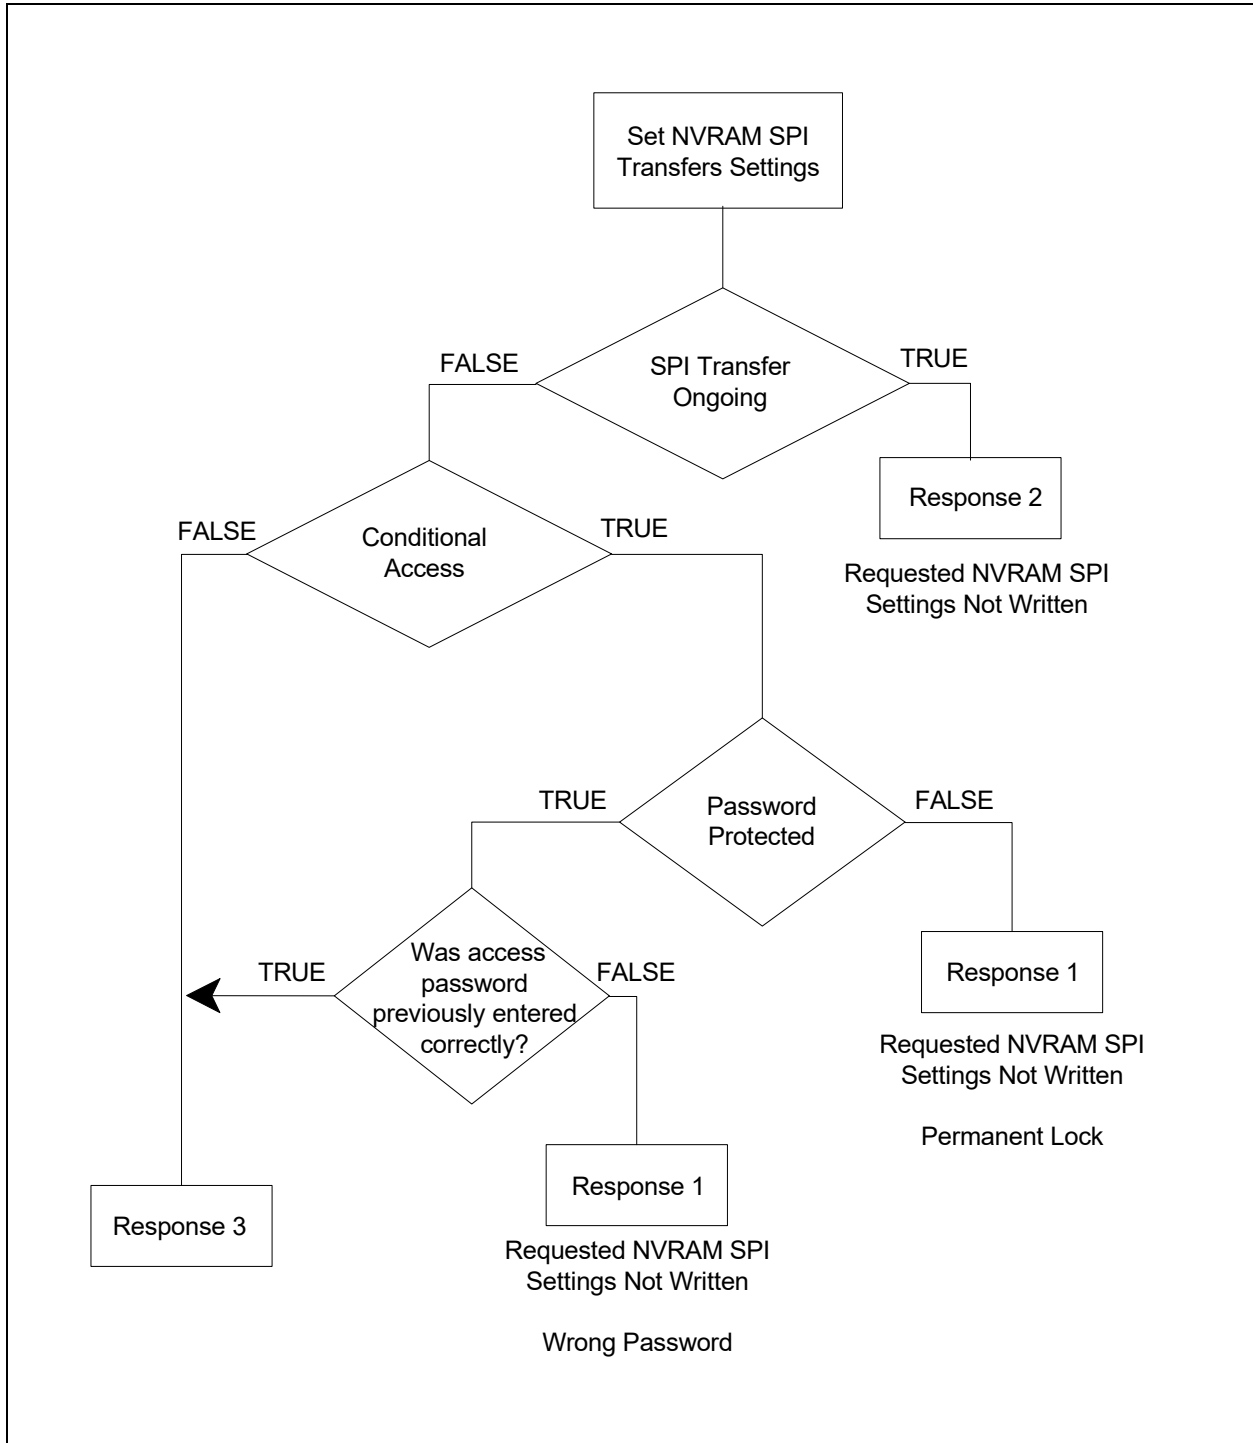 Set NVRAM SPI
Transfers Settings
FALSE
SPI Transfer
Ongoing
TRUE
Response 2
Requested NVRAM SPI
Settings Not Written
FALSE
Conditional
Access
TRUE
TRUE
Password
Protected
FALSE
TRUE
Was access
password
previously entered
correctly?
FALSE
Response 1
Requested NVRAM SPI
Settings Not Written
Permanent Lock
Response 3
Response 1
Requested NVRAM SPI
Settings Not Written
Wrong Password